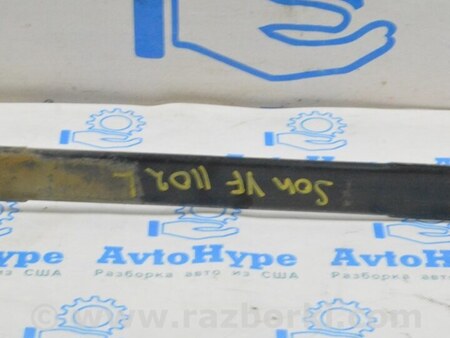 Son YF 1102 L
AvtoHype AvtoHype
Разборка авто из США Разборка авто из США
www.razborka.com